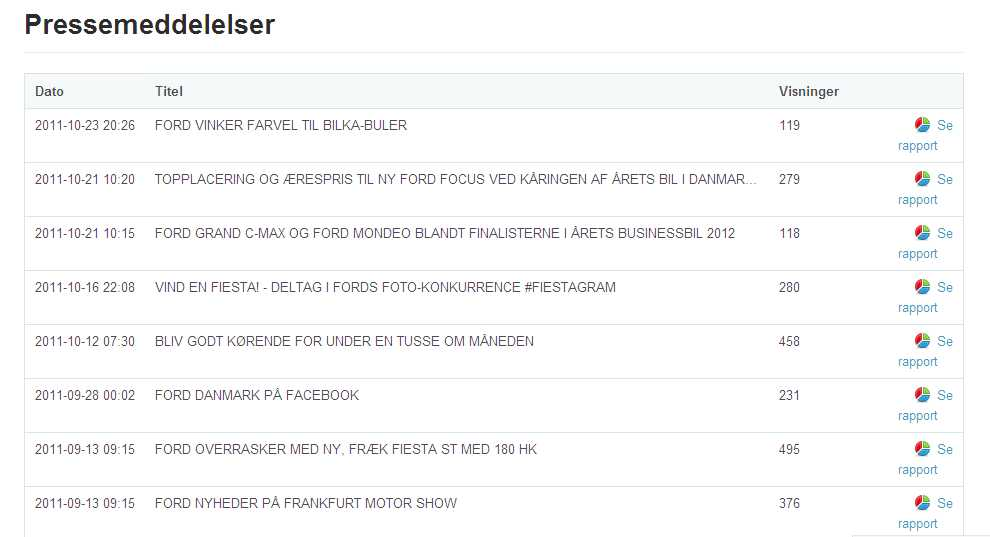 Pressemeddelelser
Dato Titel Visninger
2011-10-23 20:26 FORD VINKER FARVEL TIL BILKA-BULER 119 Se
rapport
2011-10-21 10:20 TOPPLACERING OG ÆRESPRIS TIL NY FORD FOCUS VED KÅRINGEN AF ÅRETS BIL I DANMAR... 279 Se
rapport
2011-10-21 10:15 FORD GRAND C-MAX OG FORD MONDEO BLANDT FINALISTERNE I ÅRETS BUSINESSBIL 2012 118 Se
rapport
2011-10-16 22:08 VIND EN FIESTA! - DELTAG I FORDS FOTO-KONKURRENCE #FIESTAGRAM 280 Se
rapport
2011-10-12 07:30 BLIV GODT KØRENDE FOR UNDER EN TUSSE OM MÅNEDEN 458 Se
rapport
2011-09-28 00:02 FORD DANMARK PÅ FACEBOOK 231 Se
rapport
2011-09-13 09:15 FORD OVERRASKER MED NY, FRÆK FIESTA ST MED 180 HK 495 Se
rapport
2011-09-13 09:15 FORD NYHEDER PÅ FRANKFURT MOTOR SHOW 376 Se
rapport